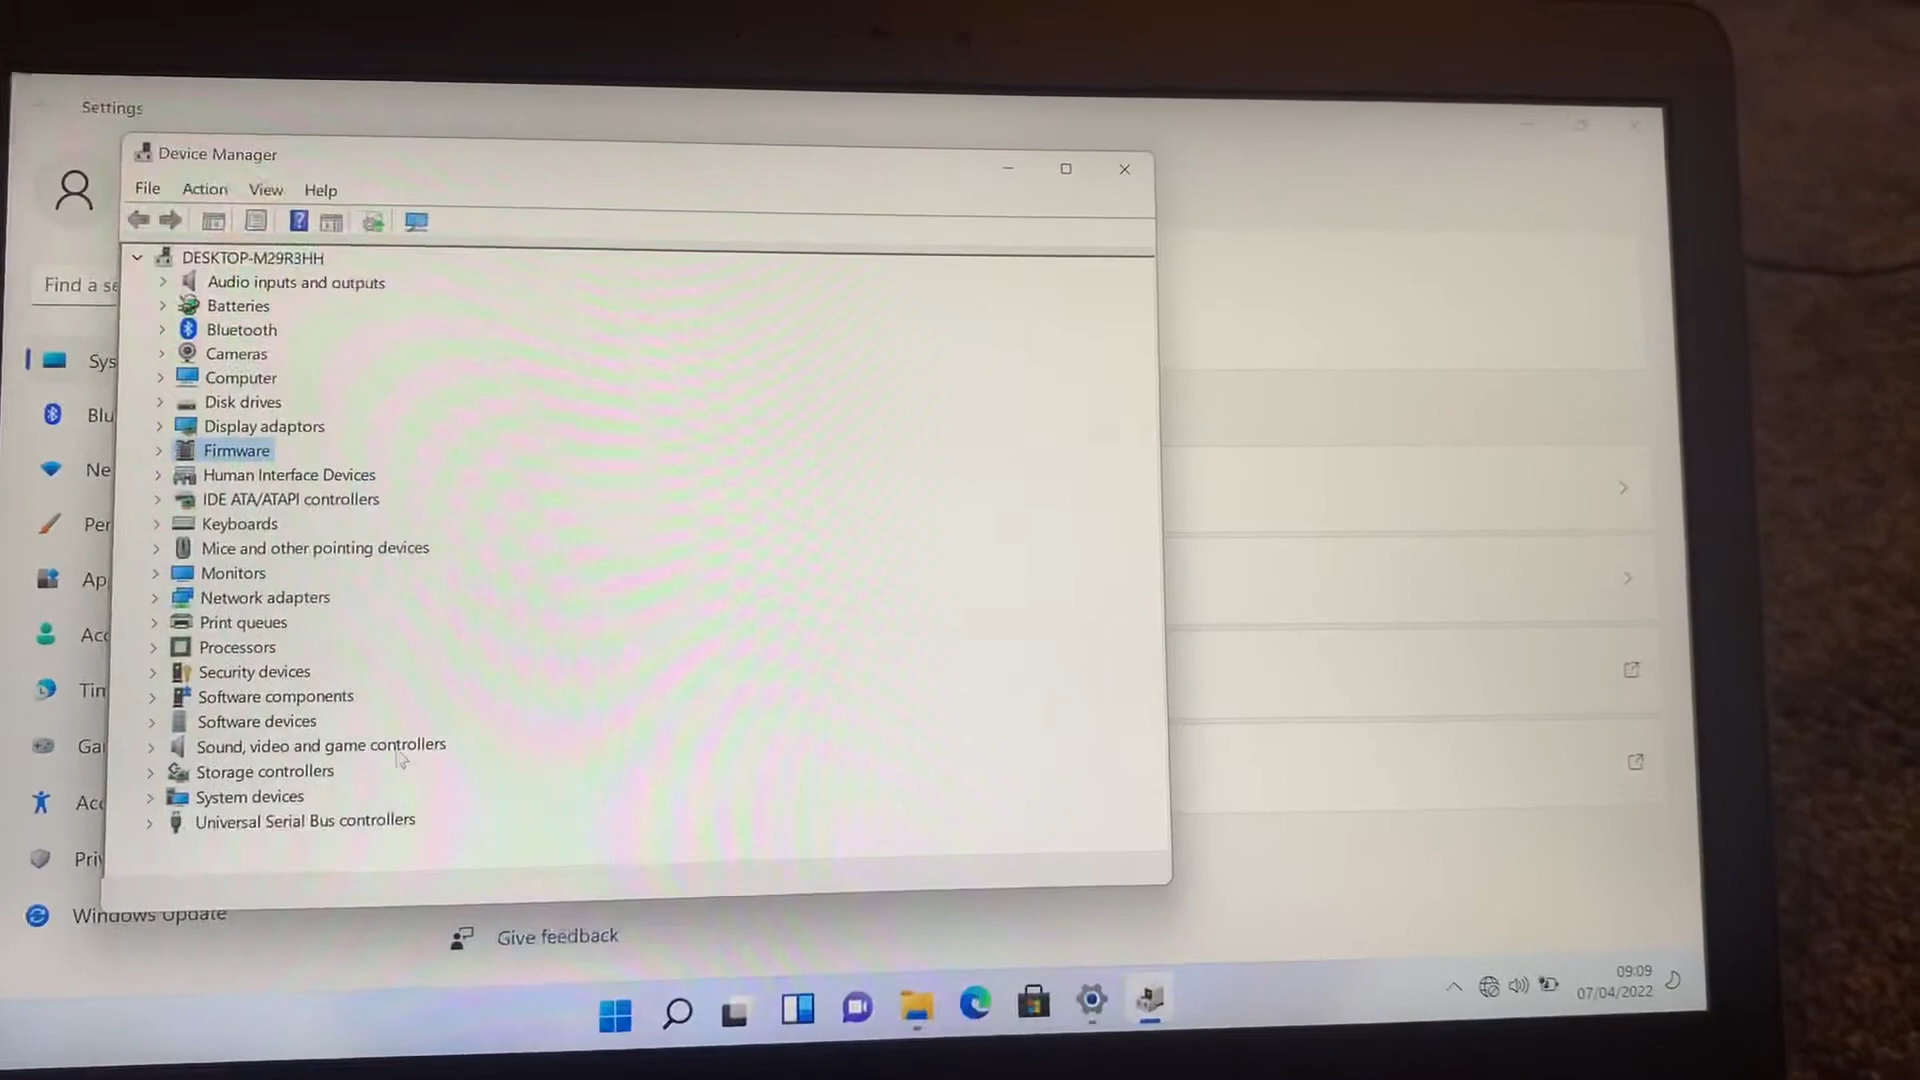 Settings
Device Manager
File Action View Help
DESKTOP-M29R3HH
Find a se
Audio inputs and outputs
Batteries
Bluetooth
Cameras
Sys
Computer
Disk drives
Blu
Display adaptors
Firmware
Ne
Human Interface Devices
IDE ATA/ATAPI controllers
Per
Keyboards
Mice and other pointing devices
Ap
Monitors
Network adapters
Print queues
Acc
Processors
Security devices
Tim
Software components
Software devices
Gar
Sound, video and game controllers
Storage controllers
Acc
System devices
Universal Serial Bus controllers
Priv
Windows Update
Give feedback
09:09
07/04/2022